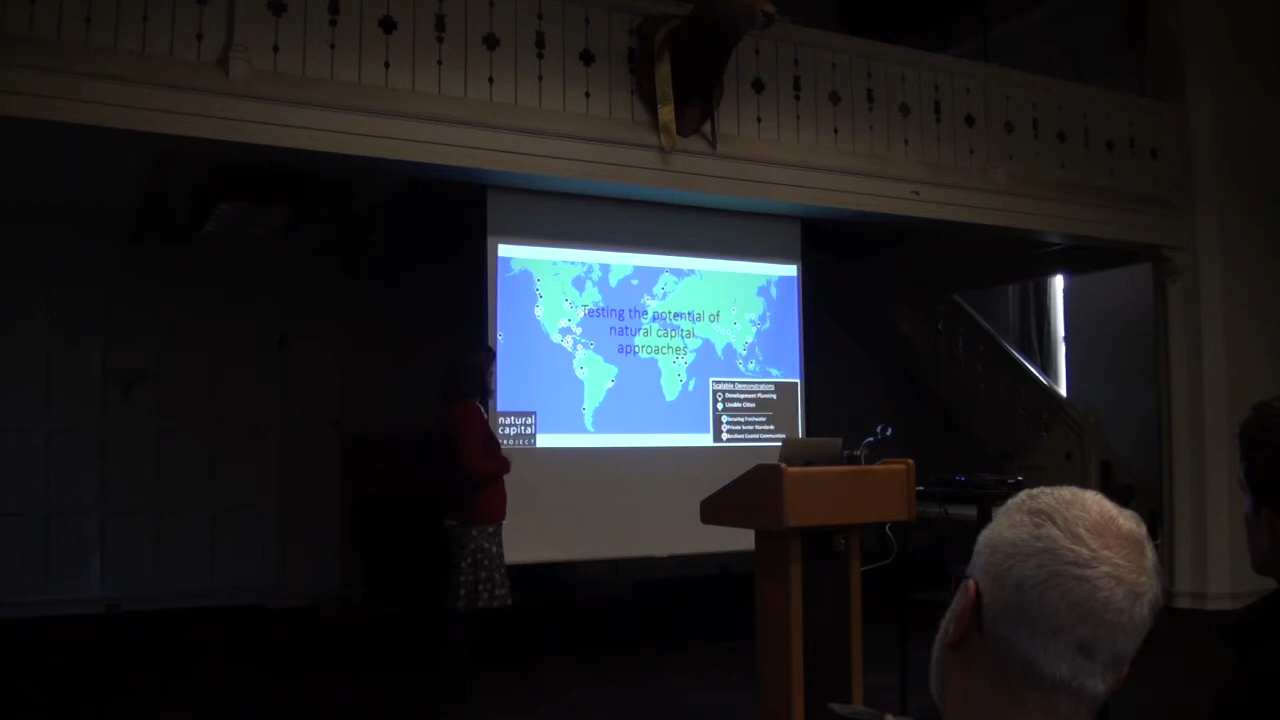 Testing the potential of
natural capital
approaches
Scalable Demonstrations
Development Planning
Livable Cities
Securing Freshwater
Private Sector Standards
Resilient Coastal Communities
natural
capital
PROJECT